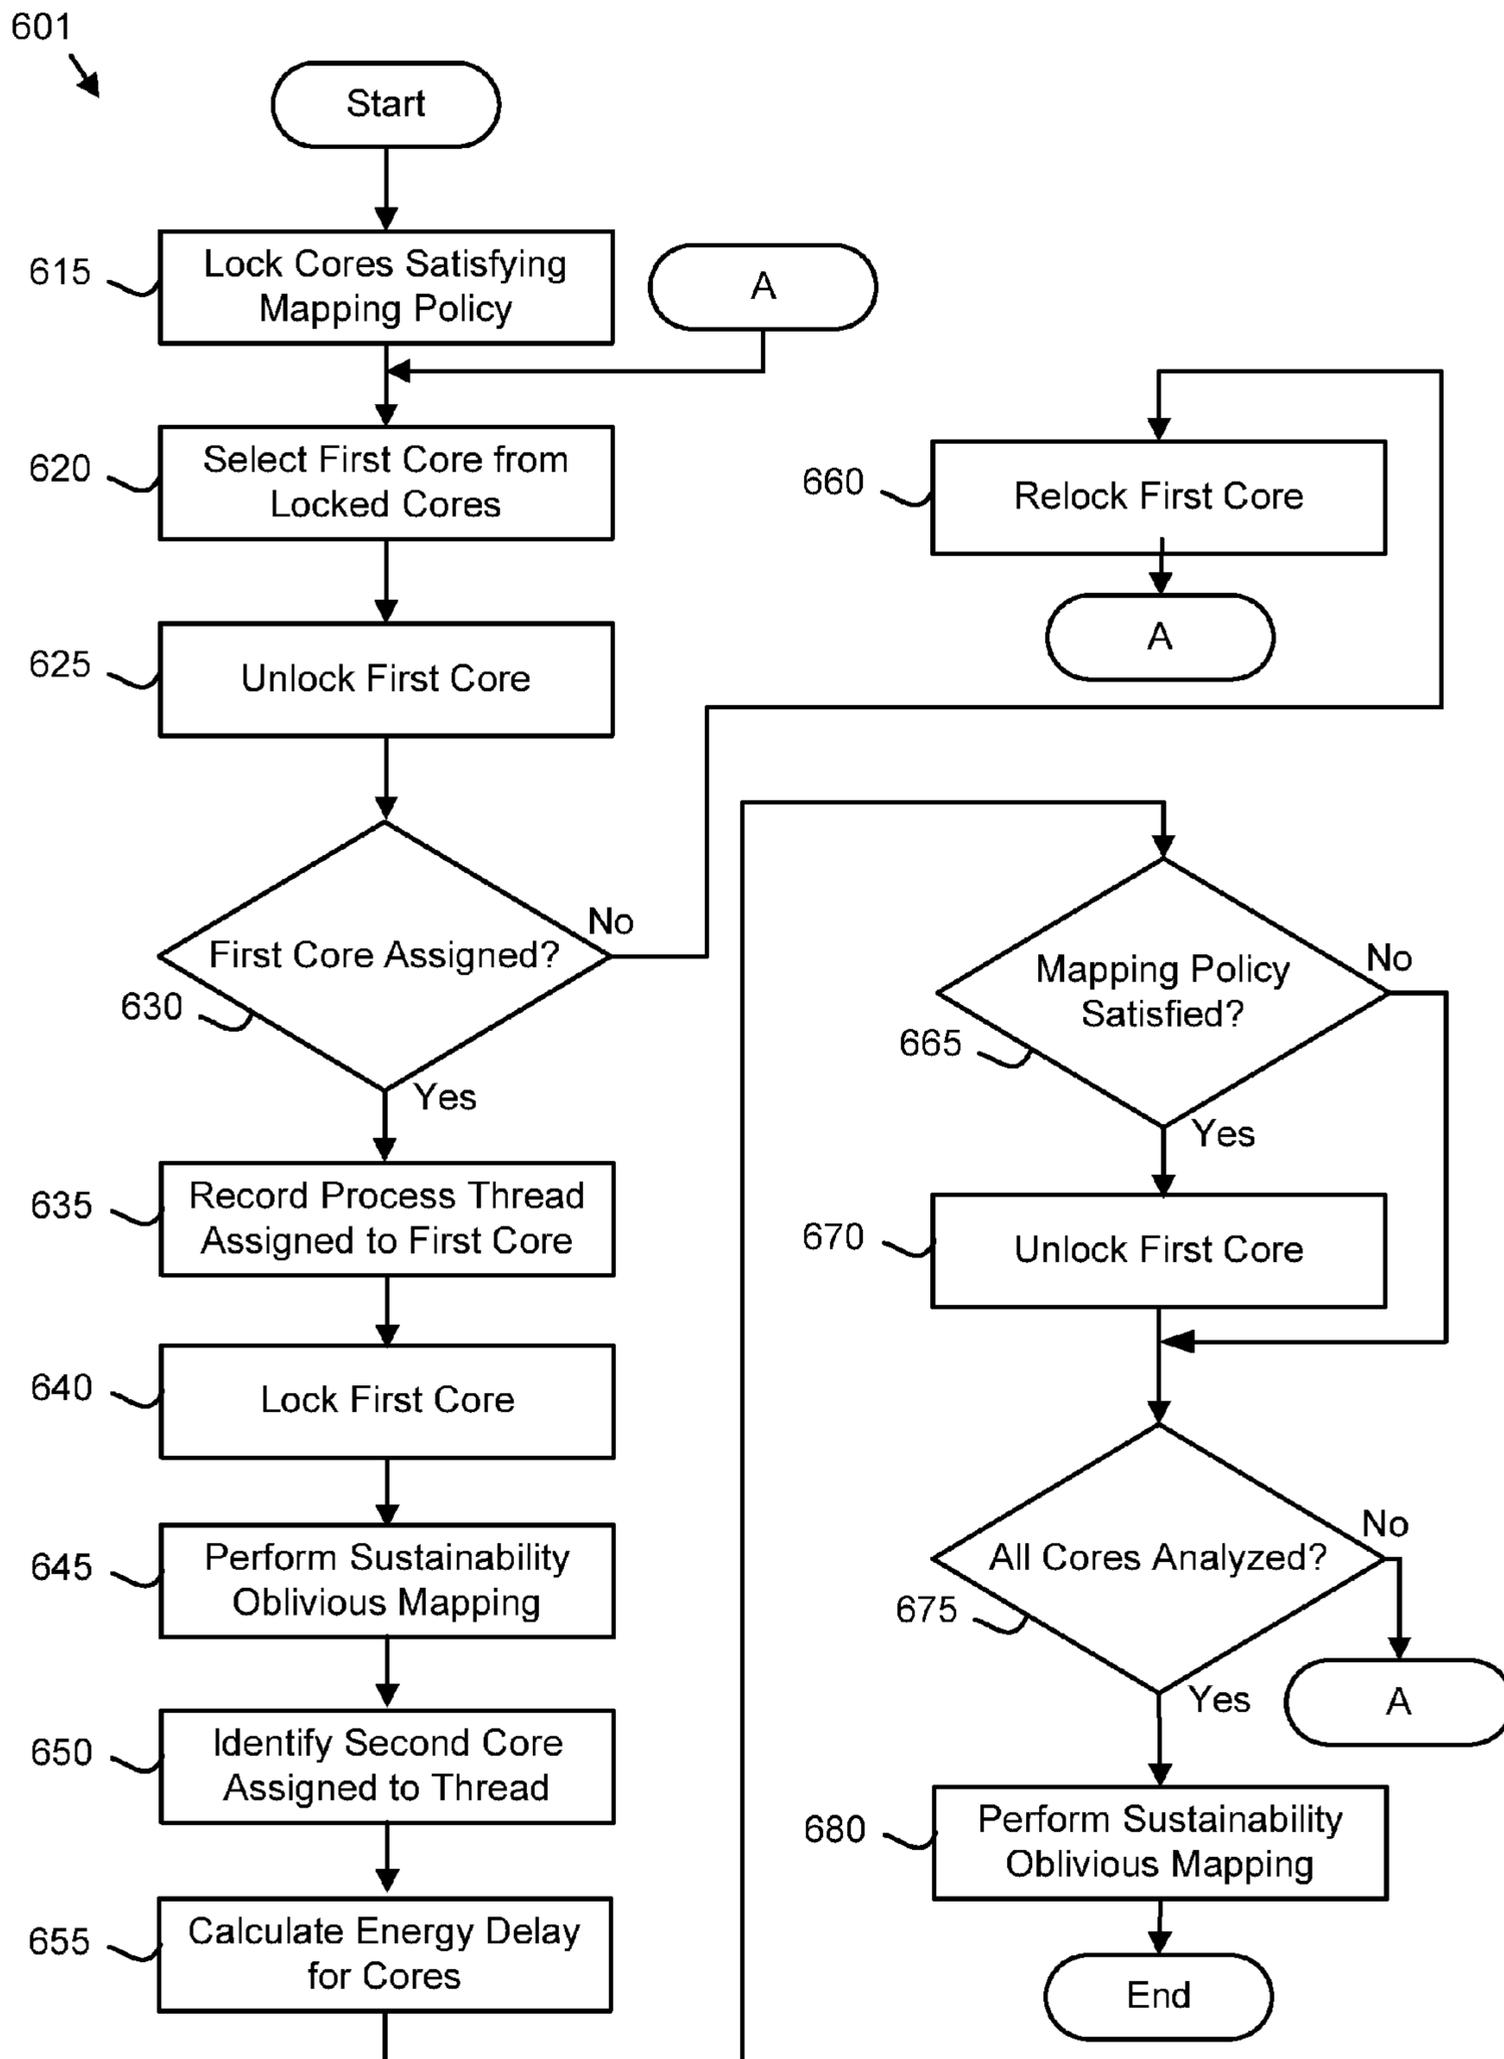 601
Start
615
Lock Cores Satisfying
Mapping Policy
A
620
Select First Core from
Locked Cores
625
Unlock First Core
First Core Assigned?
No
630
Yes
635
Record Process Thread
Assigned to First Core
640
Lock First Core
645
Perform Sustainability
Oblivious Mapping
650
Identify Second Core
Assigned to Thread
655
Calculate Energy Delay
for Cores
660
Relock First Core
A
Mapping Policy
Satisfied?
No
665
Yes
670
Unlock First Core
All Cores Analyzed?
No
675
Yes
A
680
Perform Sustainability
Oblivious Mapping
End